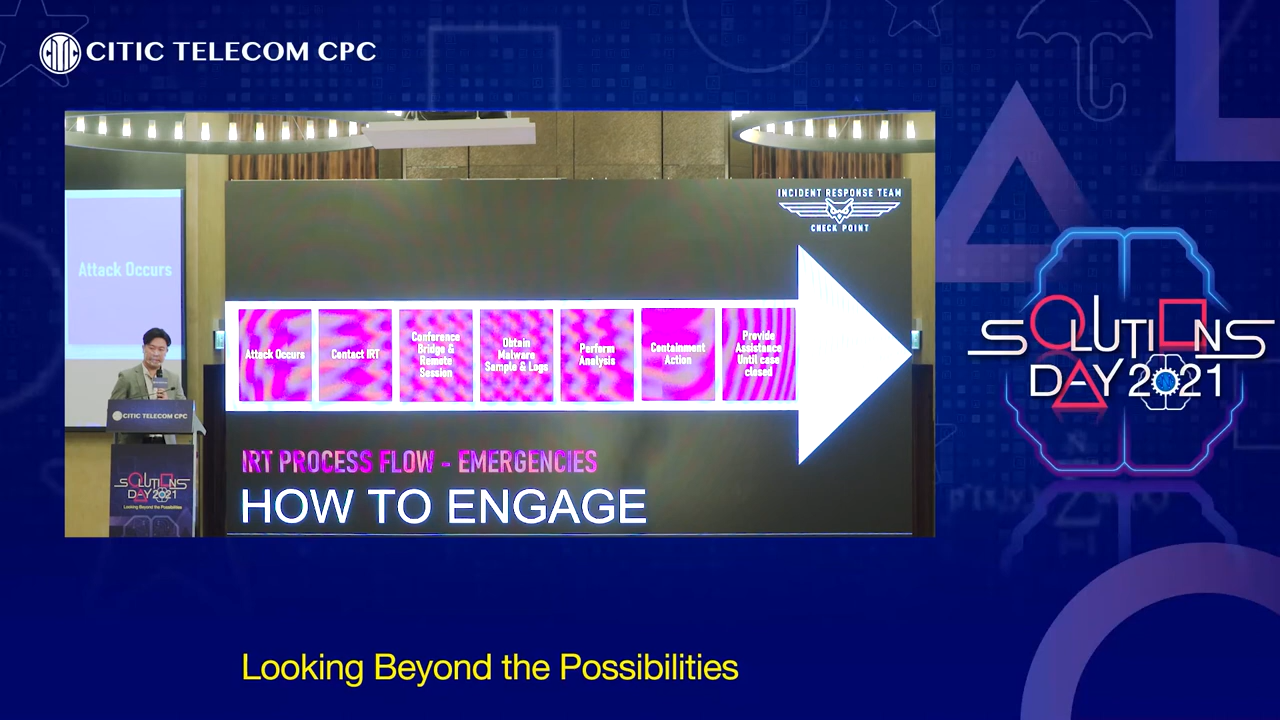 CITIC TELECOM CPC
Attack Occurs
INCIDENT RESPONSE TEAM
CHECK POINT
Attack Occurs
Contact IRT
Conference
Bridge &
Remote
Session
Obtain
Malware
Sample & Logs
Perform
Analysis
Containment
Action
Provide
Assistance
Until case
closed
IRT PROCESS FLOW - EMERGENCIES
HOW TO ENGAGE
CITIC TELECOM CPC
SOLUTIONS
DAY 2021
Looking Beyond the Possibilities
SOLUTIONS
DAY 2021
Looking Beyond the Possibilities